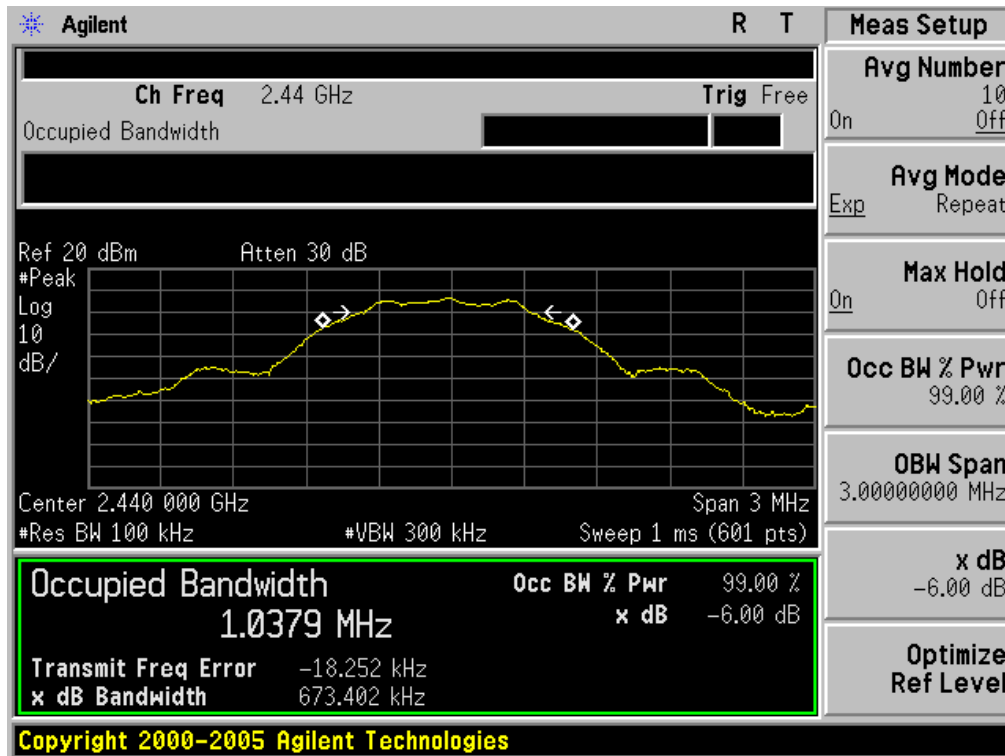 Agilent R T
Ch Freq 2.44 GHz Trig Free
Occupied Bandwidth
Ref 20 dBm Atten 30 dB
#Peak
Log
10
dB/
Center 2.440 000 GHz Span 3 MHz
#Res BW 100 kHz #VBW 300 kHz Sweep 1 ms (601 pts)
Occupied Bandwidth Occ BW % Pwr 99.00 %
1.0379 MHz x dB -6.00 dB
Transmit Freq Error -18.252 kHz
x dB Bandwidth 673.402 kHz
Copyright 2000-2005 Agilent Technologies
Meas Setup
Avg Number
10
On Off
Avg Mode
Exp Repeat
Max Hold
On Off
Occ BW % Pwr
99.00 %
OBW Span
3.00000000 MHz
x dB
-6.00 dB
Optimize
Ref Level